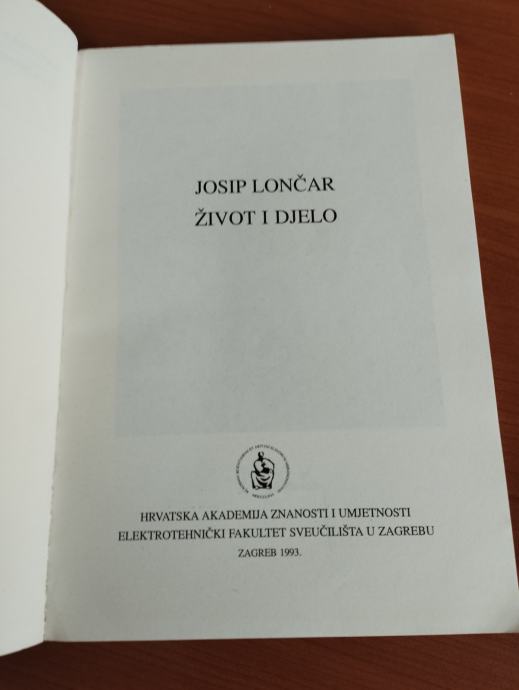 JOSIP LONČAR
ŽIVOT I DJELO
HRVATSKA AKADEMIJA ZNANOSTI I UMJETNOSTI
ELEKTROTEHNIČKI FAKULTET SVEUČILIŠTA U ZAGREBU
ZAGREB 1993.